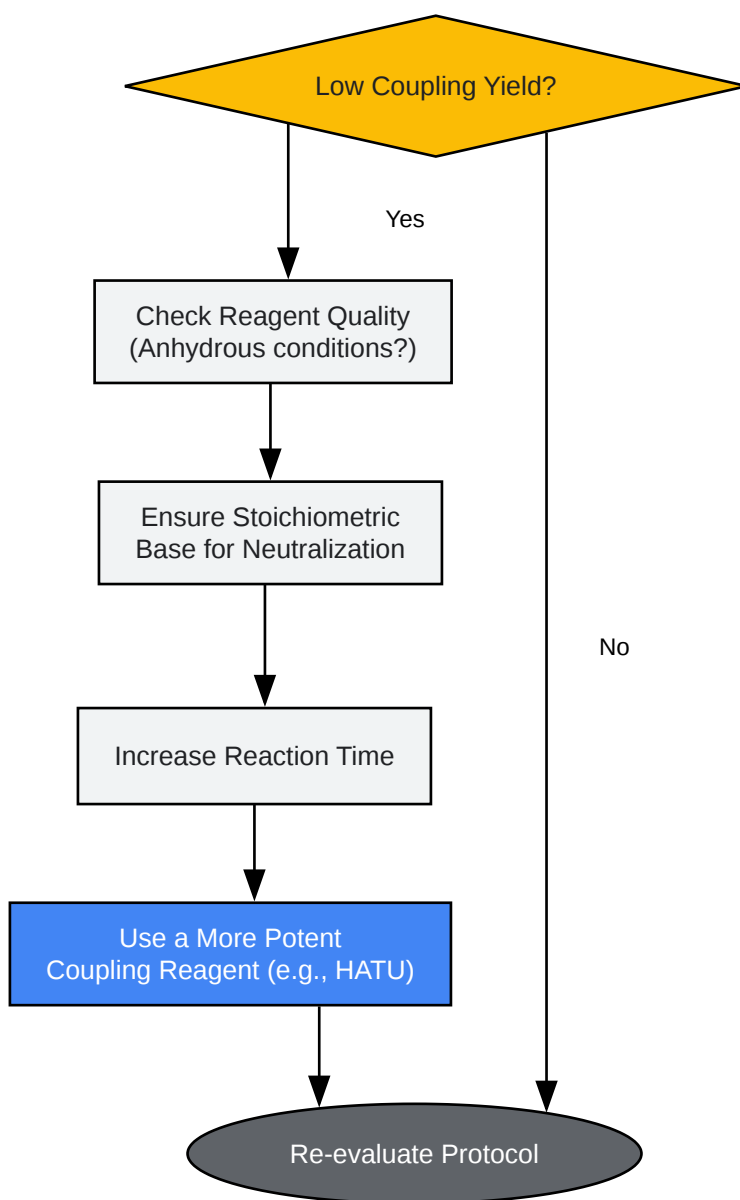 Low Coupling Yield?
Yes
Check Reagent Quality
(Anhydrous conditions?)
Ensure Stoichiometric
Base for Neutralization
No
Increase Reaction Time
Use a More Potent
Coupling Reagent (e.g., HATU)
Re-evaluate Protocol